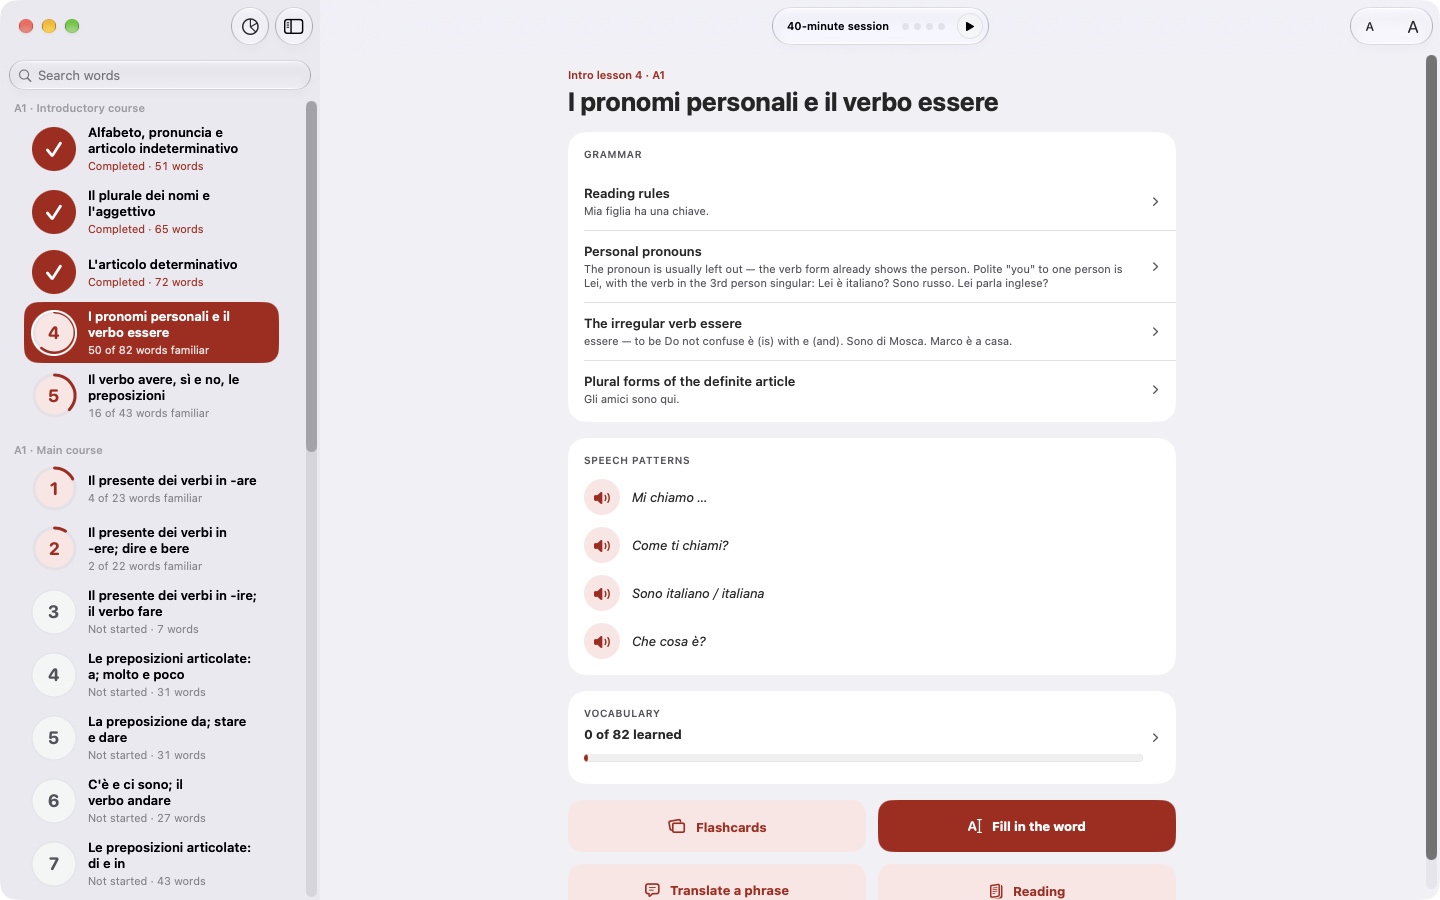 40-minute session
A A
Search words
A1 · Introductory course
Alfabeto, pronuncia e
articolo indeterminativo
Completed · 51 words
Il plurale dei nomi e
l'aggettivo
Completed · 65 words
L'articolo determinativo
Completed · 72 words
4
I pronomi personali e il
verbo essere
50 of 82 words familiar
5
Il verbo avere, sì e no, le
preposizioni
16 of 43 words familiar
A1 · Main course
1
Il presente dei verbi in -are
4 of 23 words familiar
2
Il presente dei verbi in
-ere; dire e bere
2 of 22 words familiar
3
Il presente dei verbi in -ire;
il verbo fare
Not started · 7 words
4
Le preposizioni articolate:
a; molto e poco
Not started · 31 words
5
La preposizione da; stare
e dare
Not started · 31 words
6
C'è e ci sono; il
verbo andare
Not started · 27 words
7
Le preposizioni articolate:
di e in
Not started · 43 words
Intro lesson 4 · A1
I pronomi personali e il verbo essere
GRAMMAR
Reading rules
Mia figlia ha una chiave.
Personal pronouns
The pronoun is usually left out — the verb form already shows the person. Polite "you" to one person is
Lei, with the verb in the 3rd person singular: Lei è italiano? Sono russo. Lei parla inglese?
The irregular verb essere
essere — to be Do not confuse è (is) with e (and). Sono di Mosca. Marco è a casa.
Plural forms of the definite article
Gli amici sono qui.
SPEECH PATTERNS
Mi chiamo ...
Come ti chiami?
Sono italiano / italiana
Che cosa è?
VOCABULARY
0 of 82 learned
Flashcards
Fill in the word
Translate a phrase
Reading